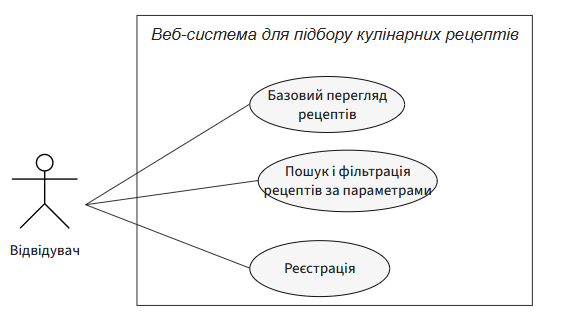 Веб-система для підбору кулінарних рецептів
Базовий перегляд
рецептів
Пошук і фільтрація
рецептів за параметрами
Відвідувач
Реєстрація